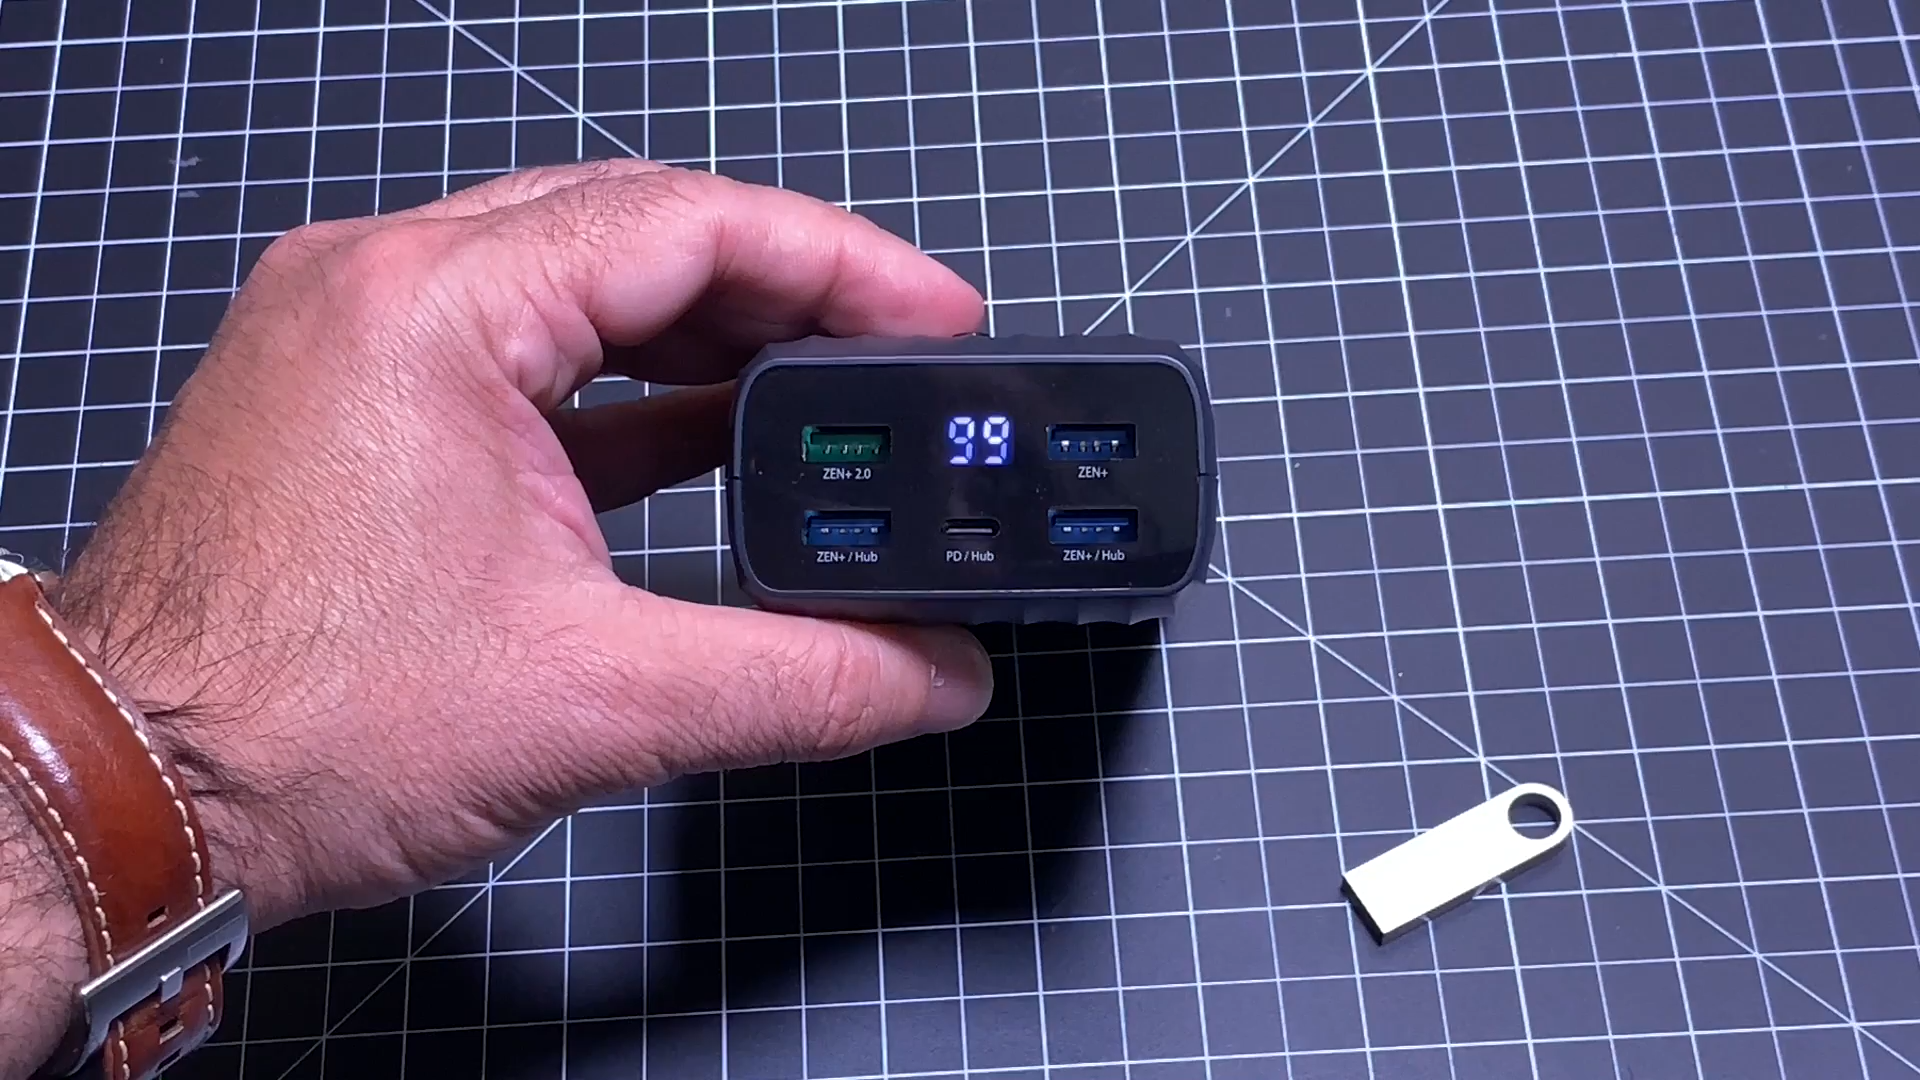 99
ZEN+ 2.0
ZEN+
ZEN+ / Hub
PD / Hub
ZEN+ / Hub